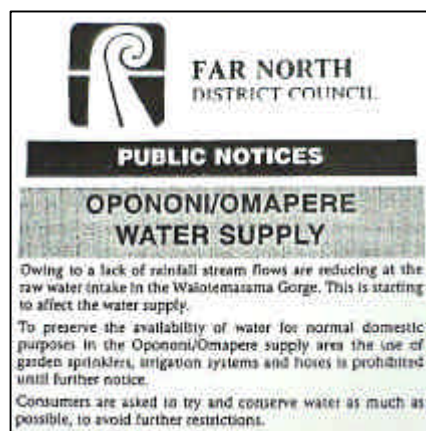 FAR NORTH
DISTRICT COUNCIL
PUBLIC NOTICES
OPONONI/OMAPERE
WATER SUPPLY
Owing to a lack of rainfall stream flows are reducing at the
raw water intake in the Waiotemarama Gorge. This is starting
to affect the water supply.
To preserve the availability of water for normal domestic
purposes in the Opononi/Omapere supply area the use of
garden sprinklers, irrigation systems and hoses is prohibited
until further notice.
Consumers are asked to try and conserve water as much as
possible, to avoid further restrictions.